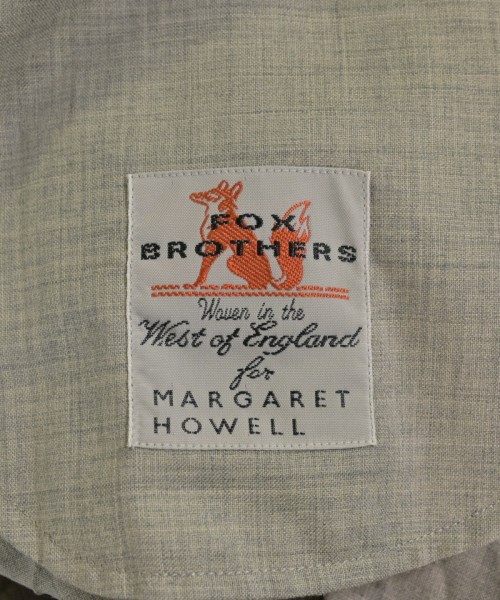 FOX
BROTHERS
Woven in the
West of England
for
MARGARET
HOWELL